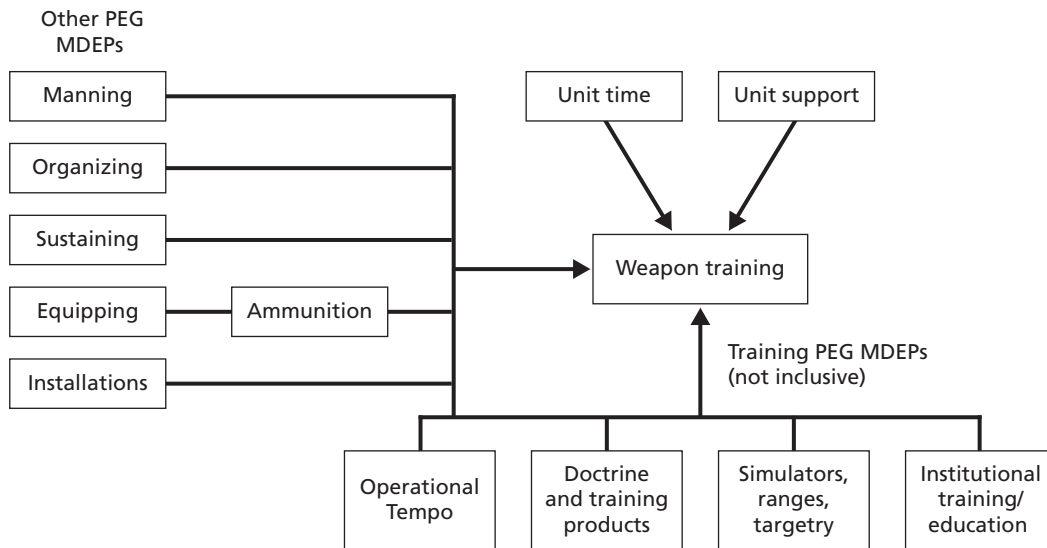 Other PEG
MDEPs
Manning
Organizing
Sustaining
Equipping
Ammunition
Installations
Unit time
Unit support
Weapon training
Training PEG MDEPs
(not inclusive)
Operational
Tempo
Doctrine
and training
products
Simulators,
ranges,
targetry
Institutional
training/
education